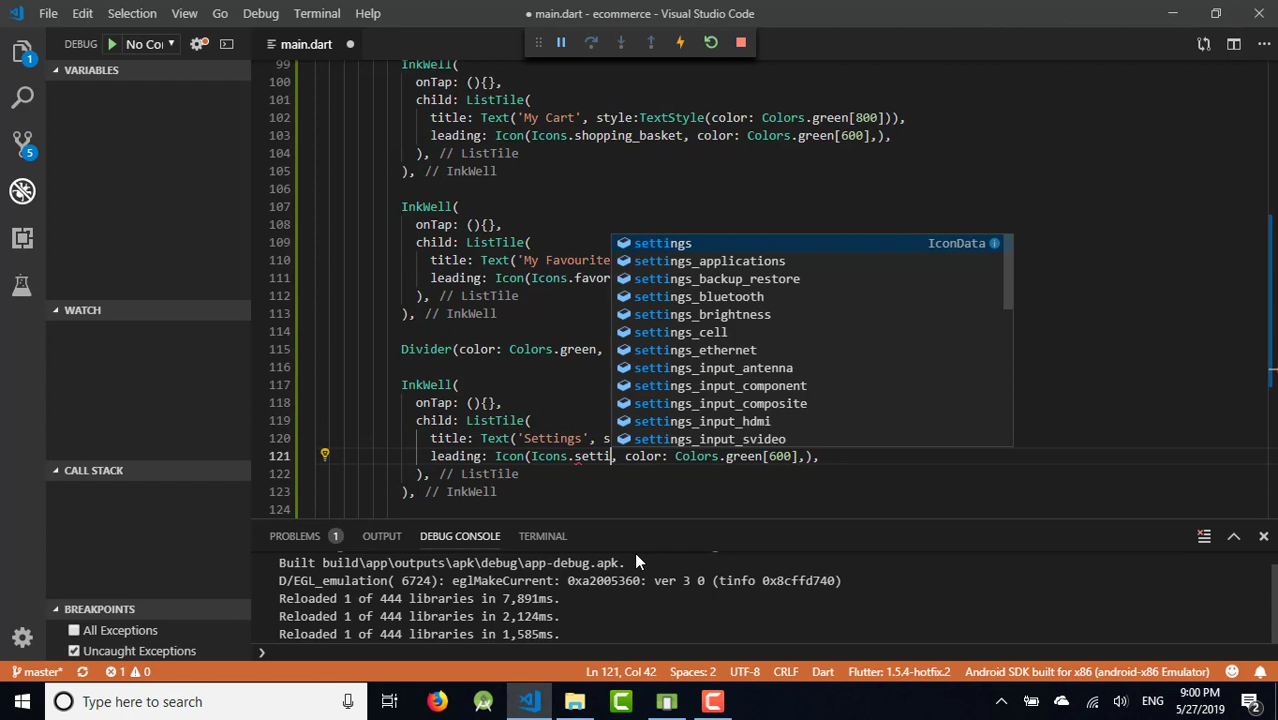 File Edit Selection View Go Debug Terminal Help
● main.dart - ecommerce - Visual Studio Code
DEBUG No Co
main.dart ●
VARIABLES
99 InkWell(
100 onTap: (){},
101 child: ListTile(
102 title: Text('My Cart', style:TextStyle(color: Colors.green[800])),
103 leading: Icon(Icons.shopping_basket, color: Colors.green[600],),
104 ), // ListTile
105 ), // InkWell
106
107 InkWell(
108 onTap: (){},
109 child: ListTile(
110 title: Text('My Favourite
111 leading: Icon(Icons.favor
112 ), // ListTile
113 ), // InkWell
114
115 Divider(color: Colors.green,
116
117 InkWell(
118 onTap: (){},
119 child: ListTile(
120 title: Text('Settings', s
121 leading: Icon(Icons.setti, color: Colors.green[600],),
122 ), // ListTile
123 ), // InkWell
124
settings IconData
settings_applications
settings_backup_restore
settings_bluetooth
settings_brightness
settings_cell
settings_ethernet
settings_input_antenna
settings_input_component
settings_input_composite
settings_input_hdmi
settings_input_svideo
WATCH
CALL STACK
BREAKPOINTS
All Exceptions
Uncaught Exceptions
1
5
PROBLEMS 1 OUTPUT DEBUG CONSOLE TERMINAL
Built build\app\outputs\apk\debug\app-debug.apk.
D/EGL_emulation( 6724): eglMakeCurrent: 0xa2005360: ver 3 0 (tinfo 0x8cffd740)
Reloaded 1 of 444 libraries in 7,891ms.
Reloaded 1 of 444 libraries in 2,124ms.
Reloaded 1 of 444 libraries in 1,585ms.
master* 1 0 Ln 121, Col 42 Spaces: 2 UTF-8 CRLF Dart Flutter: 1.5.4-hotfix.2 Android SDK built for x86 (android-x86 Emulator)
Type here to search
ENG
9:00 PM
5/27/2019
2